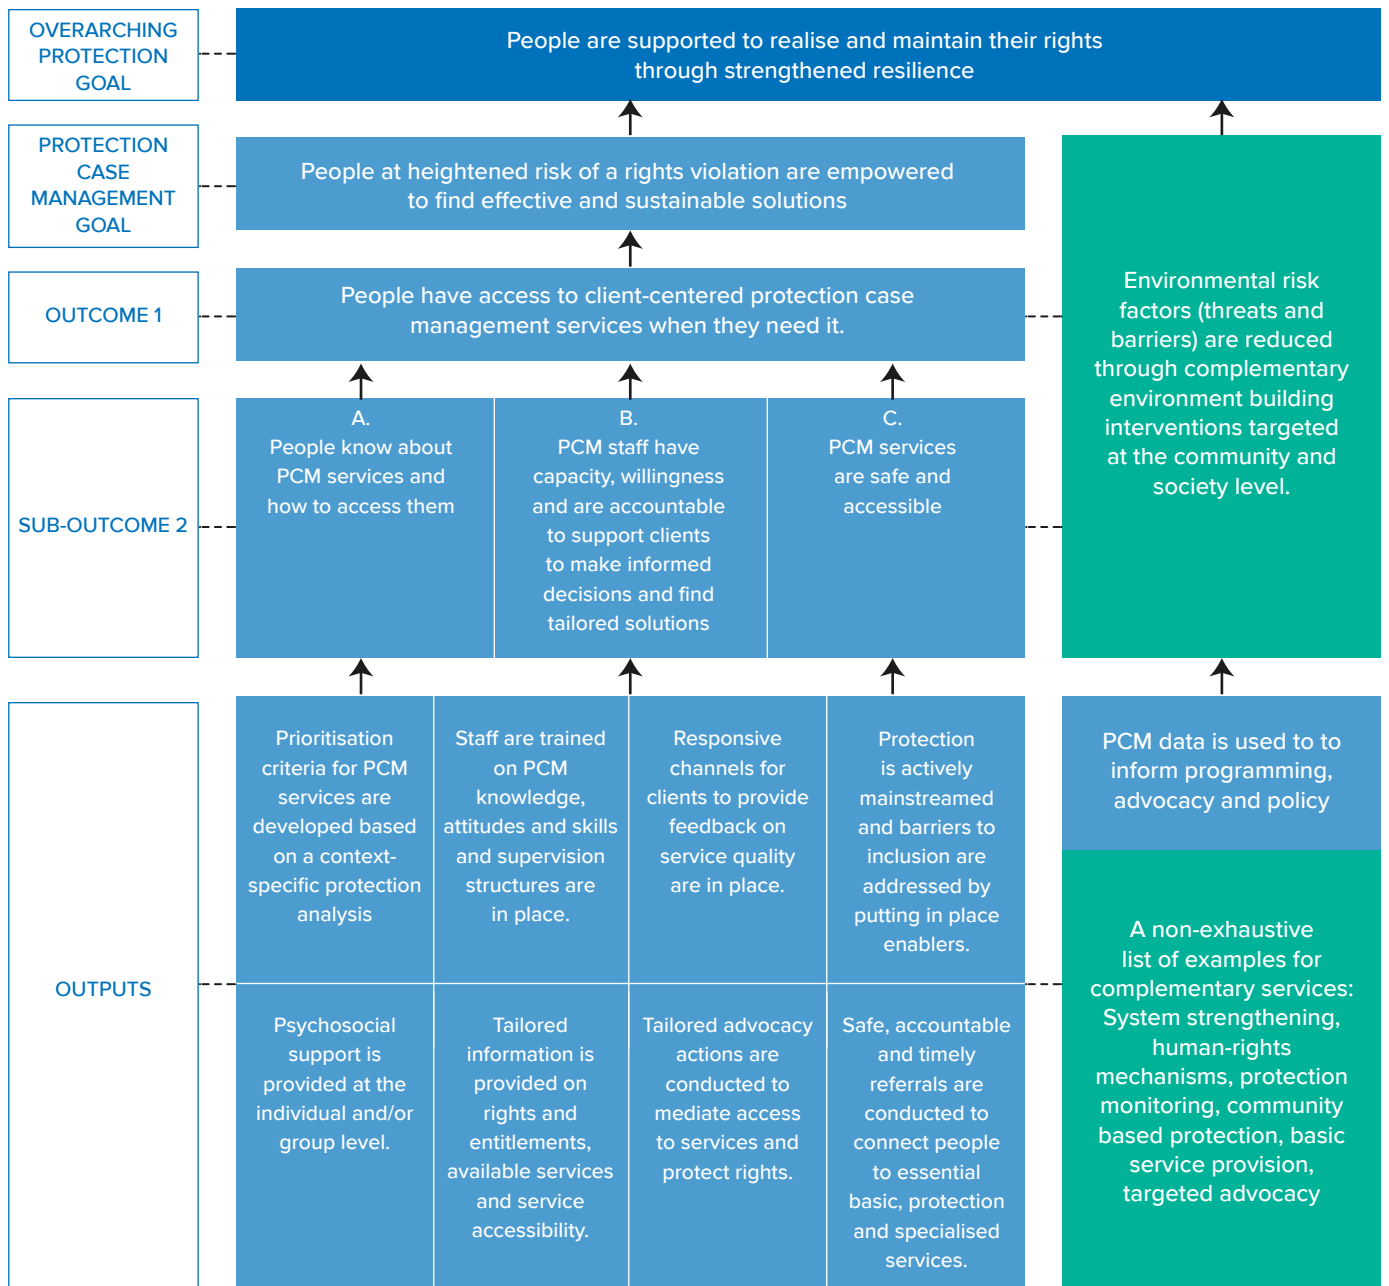 OVERARCHING
PROTECTION
GOAL
People are supported to realise and maintain their rights
through strengthened resilience
PROTECTION
CASE
MANAGEMENT
GOAL
People at heightened risk of a rights violation are empowered
to find effective and sustainable solutions
OUTCOME 1
People have access to client-centered protection case
management services when they need it.
Environmental risk
factors (threats and
barriers) are reduced
through complementary
environment building
interventions targeted
at the community and
society level.
SUB-OUTCOME 2
A.
People know about
PCM services and
how to access them
B.
PCM staff have
capacity, willingness
and are accountable
to support clients
to make informed
decisions and find
tailored solutions
C.
PCM services
are safe and
accessible
OUTPUTS
Prioritisation
criteria for PCM
services are
developed based
on a context-
specific protection
analysis
Staff are trained
on PCM
knowledge,
attitudes and skills
and supervision
structures are
in place.
Responsive
channels for
clients to provide
feedback on
service quality
are in place.
Protection
is actively
mainstreamed
and barriers to
inclusion are
addressed by
putting in place
enablers.
PCM data is used to to
inform programming,
advocacy and policy
Psychosocial
support is
provided at the
individual and/or
group level.
Tailored
information is
provided on
rights and
entitlements,
available services
and service
accessibility.
Tailored advocacy
actions are
conducted to
mediate access
to services and
protect rights.
Safe, accountable
and timely
referrals are
conducted to
connect people
to essential
basic, protection
and specialised
services.
A non-exhaustive
list of examples for
complementary services:
System strengthening,
human-rights
mechanisms, protection
monitoring, community
based protection, basic
service provision,
targeted advocacy